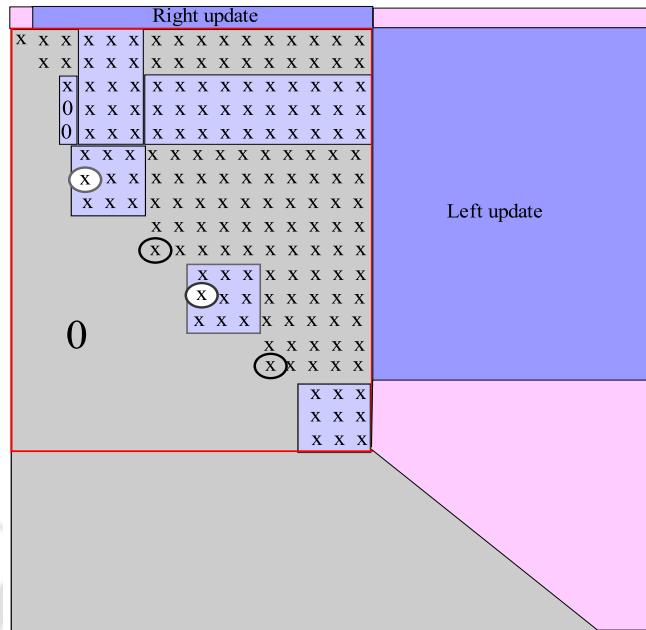 Right update
x x x x x x x x x x x x x x x x
x x x x x x x x x x x x x x x
x x x x x x x x x x x x x x
0 x x x x x x x x x x x x x
0 x x x x x x x x x x x x x
x x x x x x x x x x x x x
x x x x x x x x x x x x x
x x x x x x x x x x x x x
Left update
x x x x x x x x x x
x x x x x x x x x x
x x x x x x x x
x x x x x x x x
x x x x x x x x
0
x x x x x
x x x x x
x x x
x x x
x x x